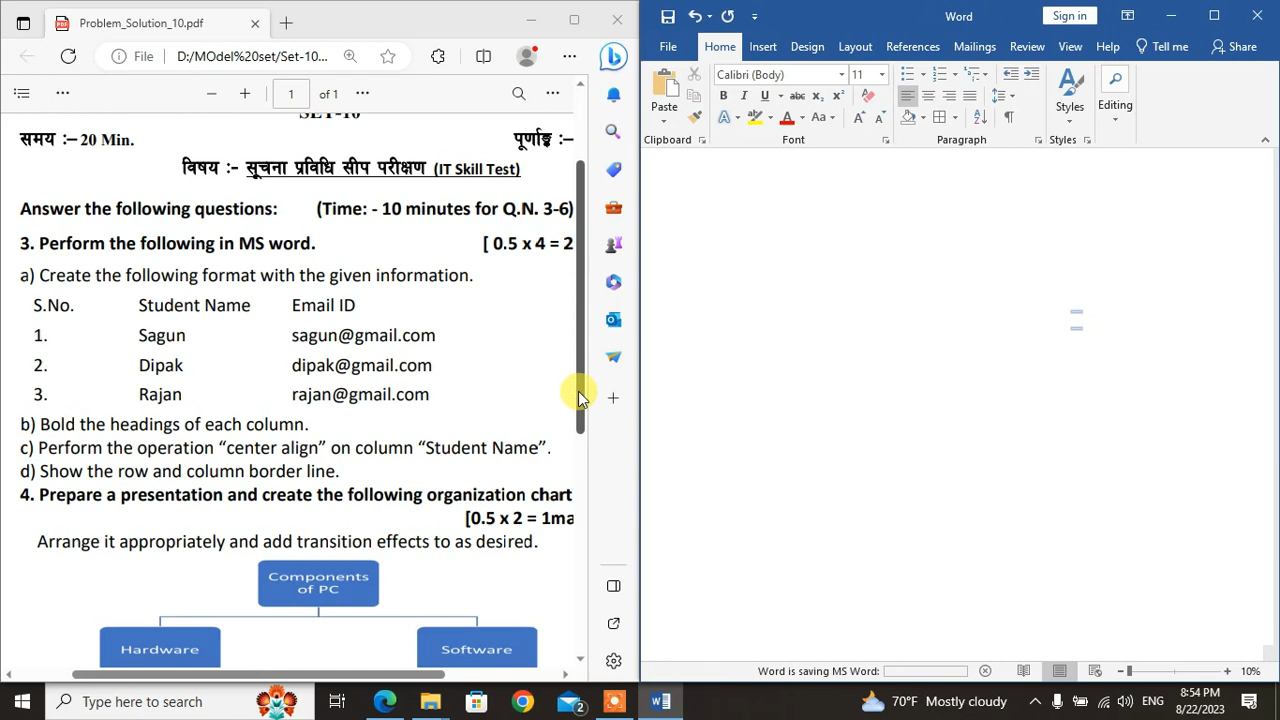 Problem_Solution_10.pdf
File D:/MOdel%20set/Set-10...
1 of 1
SET-10
समय :– 20 Min. पूर्णाङ्क :–
विषय :- सूचना प्रविधि सीप परीक्षण (IT Skill Test)
Answer the following questions: (Time: - 10 minutes for Q.N. 3-6)
3. Perform the following in MS word. [ 0.5 x 4 = 2
a) Create the following format with the given information.
S.No. Student Name Email ID
1. Sagun sagun@gmail.com
2. Dipak dipak@gmail.com
3. Rajan rajan@gmail.com
b) Bold the headings of each column.
c) Perform the operation “center align” on column “Student Name”.
d) Show the row and column border line.
4. Prepare a presentation and create the following organization chart
[0.5 x 2 = 1ma
Arrange it appropriately and add transition effects to as desired.
Components
of PC
Hardware Software
Word Sign in
File Home Insert Design Layout References Mailings Review View Help Tell me Share
Calibri (Body) 11
Paste Styles Editing
B I U abc x₂ x²
A A Aa A A
Clipboard Font Paragraph Styles
Word is saving MS Word: 10%
Type here to search 2 70°F Mostly cloudy ENG 8:54 PM
8/22/2023